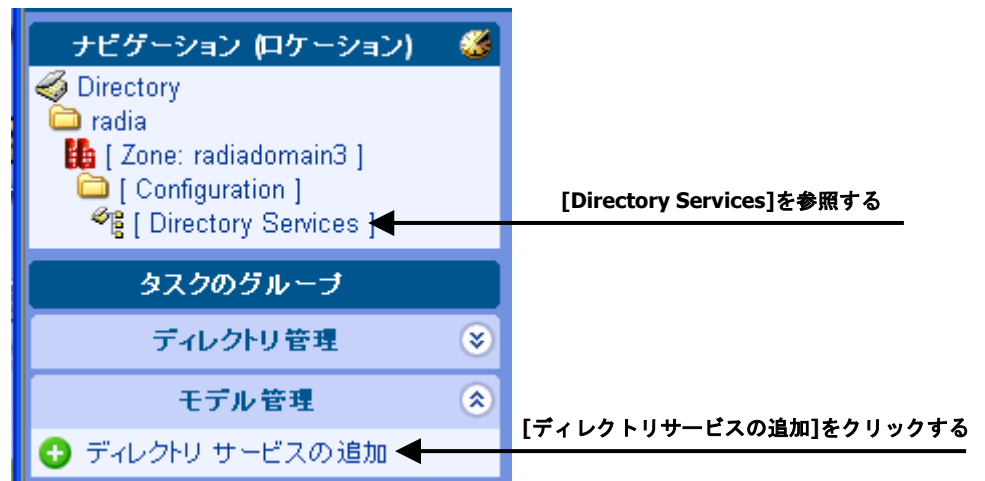 ナビゲーション (ロケーション)
Directory
radia
[ Zone: radiadomain3 ]
[ Configuration ]
[ Directory Services ]
[Directory Services]を参照する
タスクのグループ
ディレクトリ管理
モデル管理
ディレクトリ サービスの追加
[ディレクトリサービスの追加]をクリックする